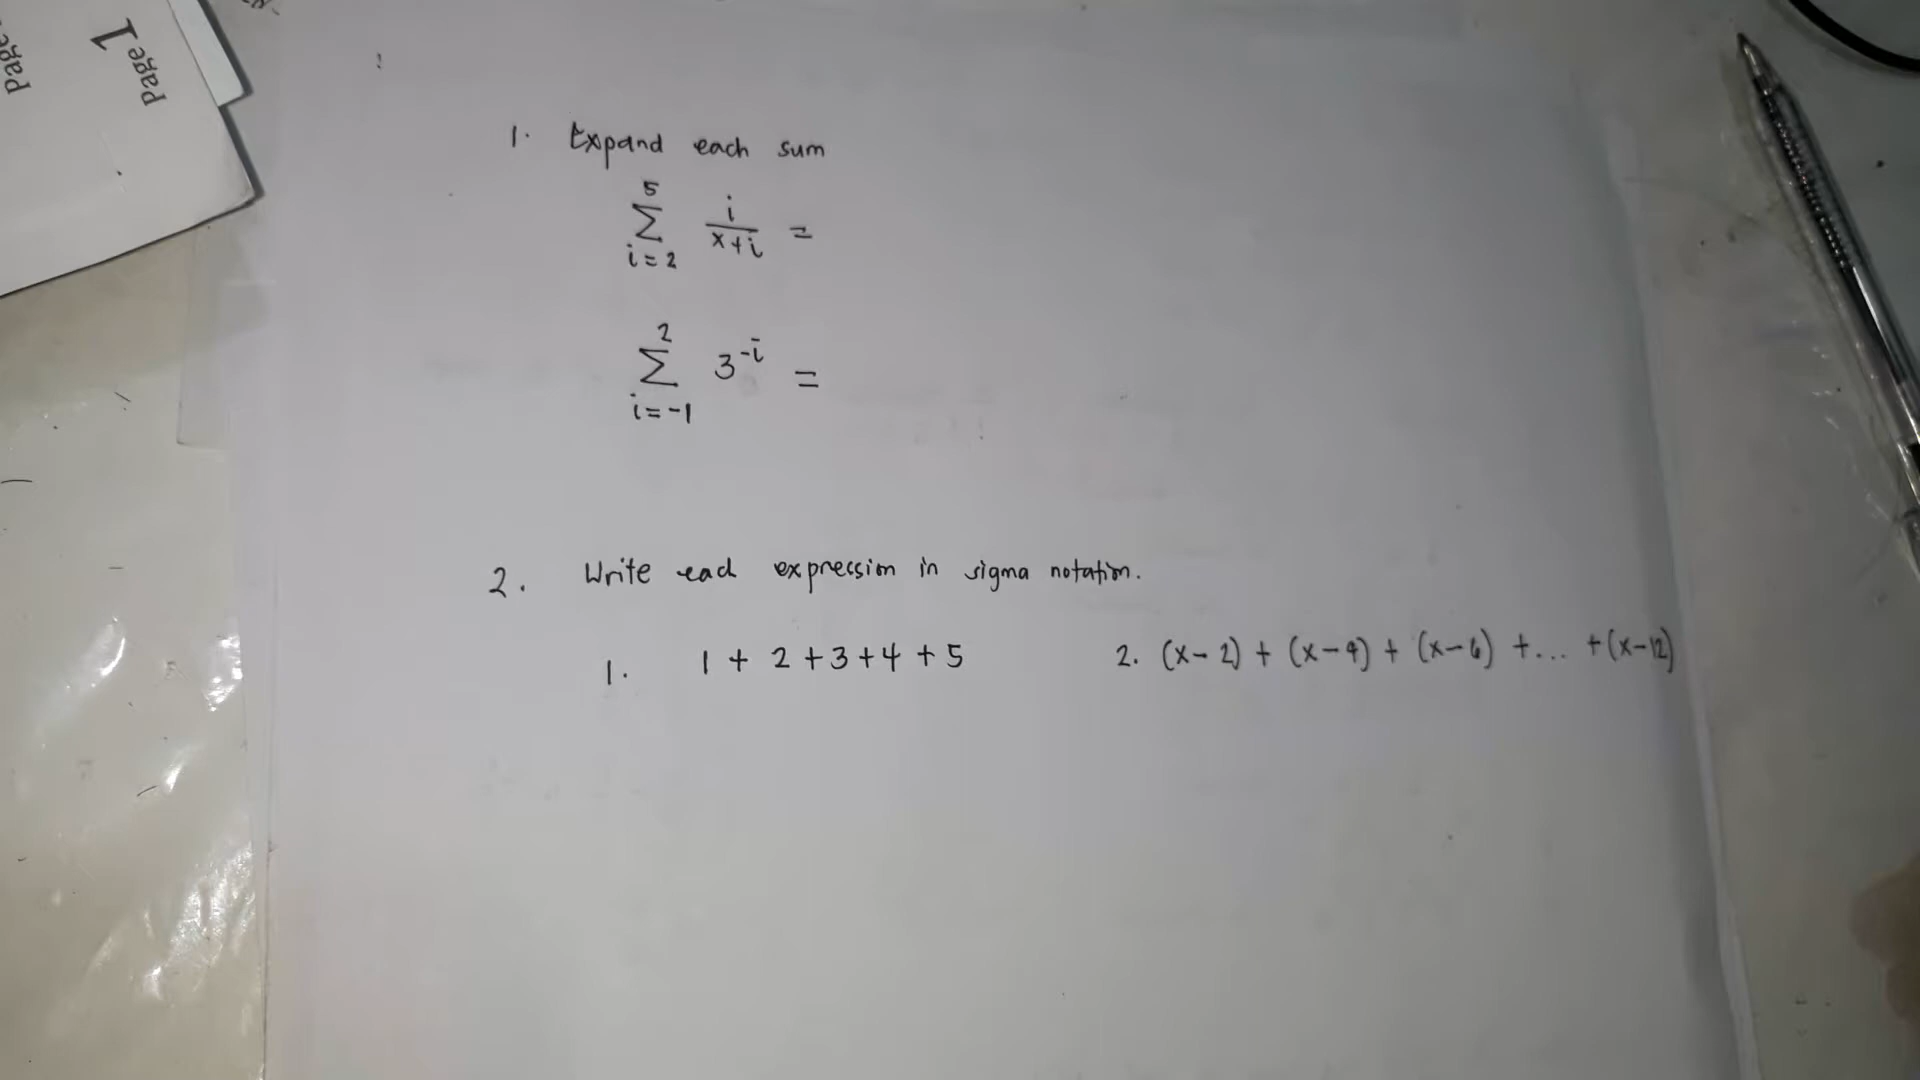 Page 1
Page
1. Expand each sum
5
∑ i/(x+i) =
i=2
2
∑ 3^-i =
i=-1
2. Write each expression in sigma notation.
1. 1 + 2 + 3 + 4 + 5
2. (x-2) + (x-4) + (x-6) + ... + (x-12)